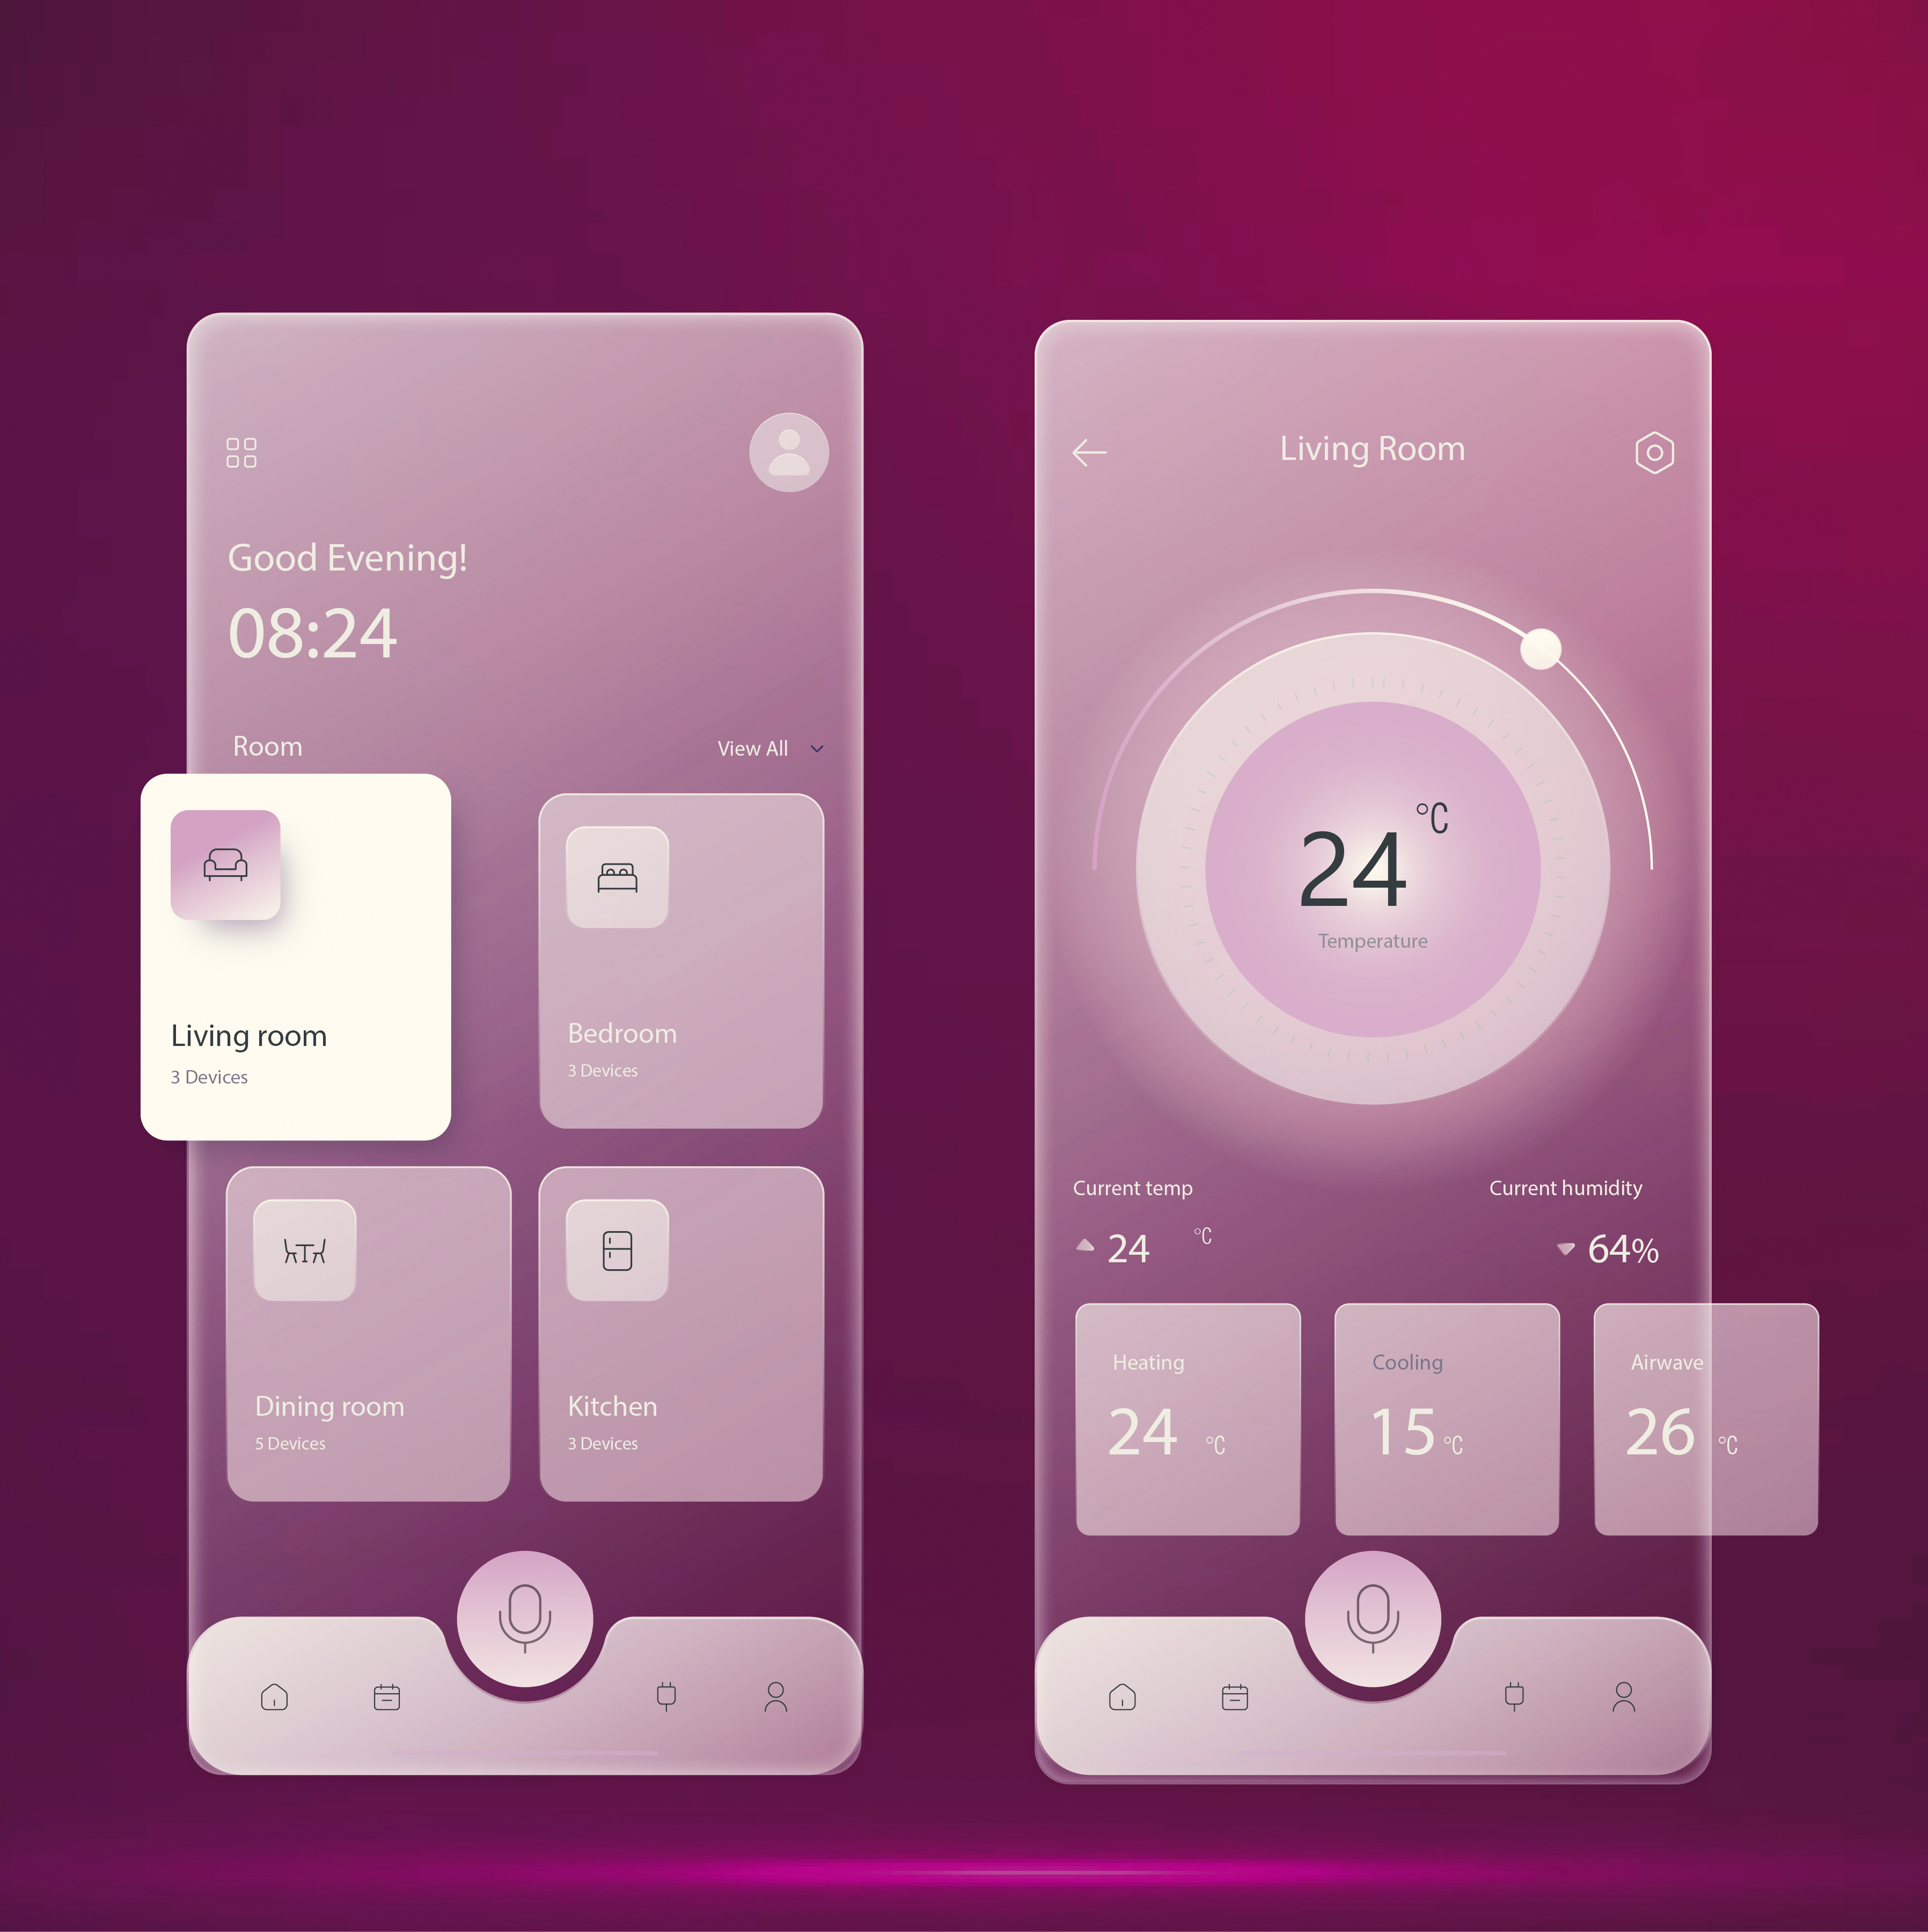 Good Evening!
08:24
Room
View All
Living room
3 Devices
Bedroom
3 Devices
Dining room
5 Devices
Kitchen
3 Devices
Living Room
24 °C
Temperature
Current temp
24 °C
Current humidity
64%
Heating
24 °C
Cooling
15 °C
Airwave
26 °C